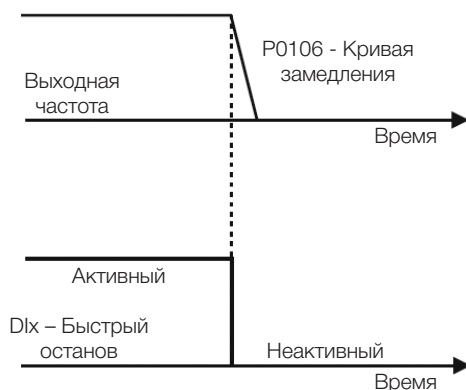 P0106 - Кривая
замедления
Выходная
частота
Время
Активный
DIx – Быстрый
останов
Неактивный
Время